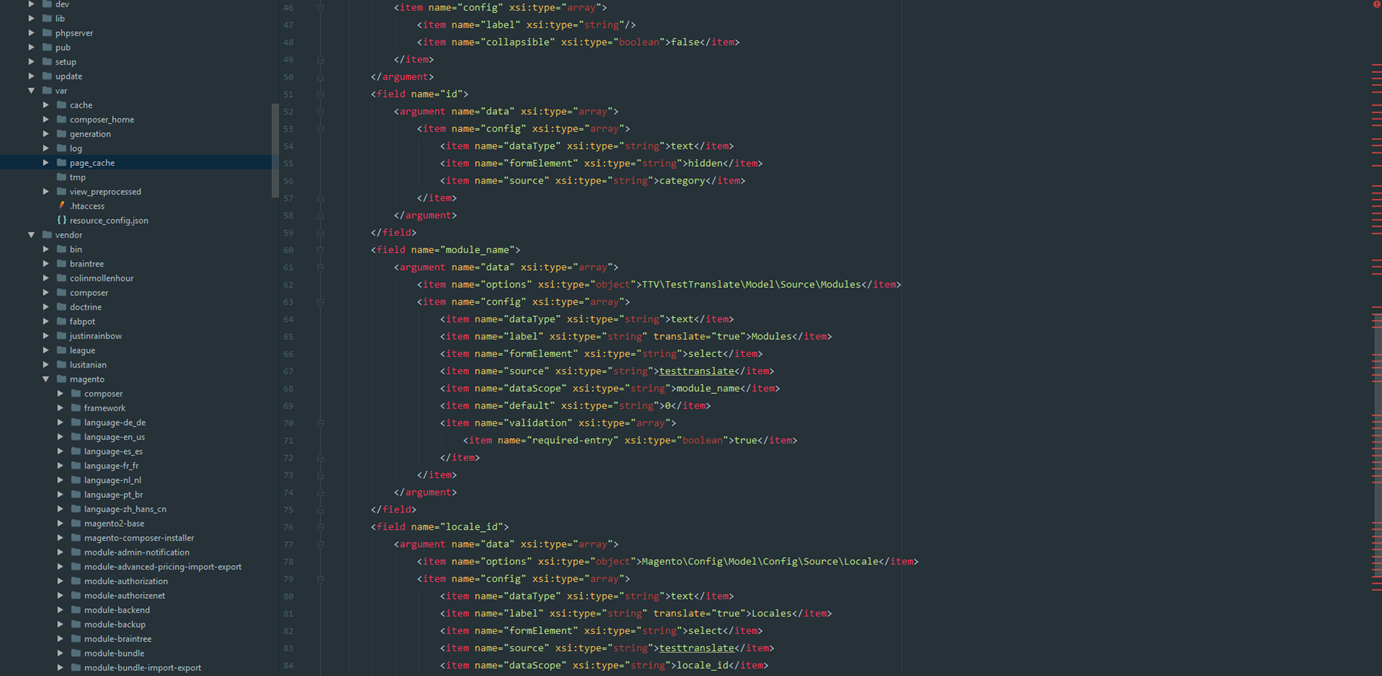 dev
lib
phpserver
pub
setup
update
var
cache
composer_home
generation
log
page_cache
tmp
view_preprocessed
.htaccess
resource_config.json
vendor
bin
braintree
colinmollenhour
composer
doctrine
fabpot
justinrainbow
league
lusitanian
magento
composer
framework
language-de_de
language-en_us
language-es_es
language-fr_fr
language-nl_nl
language-pt_br
language-zh_hans_cn
magento2-base
magento-composer-installer
module-admin-notification
module-advanced-pricing-import-export
module-authorization
module-authorizenet
module-backend
module-backup
module-braintree
module-bundle
module-bundle-import-export
46 <item name="config" xsi:type="array">
47 <item name="label" xsi:type="string"/>
48 <item name="collapsible" xsi:type="boolean">false</item>
49 </item>
50 </argument>
51 <field name="id">
52 <argument name="data" xsi:type="array">
53 <item name="config" xsi:type="array">
54 <item name="dataType" xsi:type="string">text</item>
55 <item name="formElement" xsi:type="string">hidden</item>
56 <item name="source" xsi:type="string">category</item>
57 </item>
58 </argument>
59 </field>
60 <field name="module_name">
61 <argument name="data" xsi:type="array">
62 <item name="options" xsi:type="object">TTV\TestTranslate\Model\Source\Modules</item>
63 <item name="config" xsi:type="array">
64 <item name="dataType" xsi:type="string">text</item>
65 <item name="label" xsi:type="string" translate="true">Modules</item>
66 <item name="formElement" xsi:type="string">select</item>
67 <item name="source" xsi:type="string">testtranslate</item>
68 <item name="dataScope" xsi:type="string">module_name</item>
69 <item name="default" xsi:type="string">0</item>
70 <item name="validation" xsi:type="array">
71 <item name="required-entry" xsi:type="boolean">true</item>
72 </item>
73 </item>
74 </argument>
75 </field>
76 <field name="locale_id">
77 <argument name="data" xsi:type="array">
78 <item name="options" xsi:type="object">Magento\Config\Model\Config\Source\Locale</item>
79 <item name="config" xsi:type="array">
80 <item name="dataType" xsi:type="string">text</item>
81 <item name="label" xsi:type="string" translate="true">Locales</item>
82 <item name="formElement" xsi:type="string">select</item>
83 <item name="source" xsi:type="string">testtranslate</item>
84 <item name="dataScope" xsi:type="string">locale_id</item>